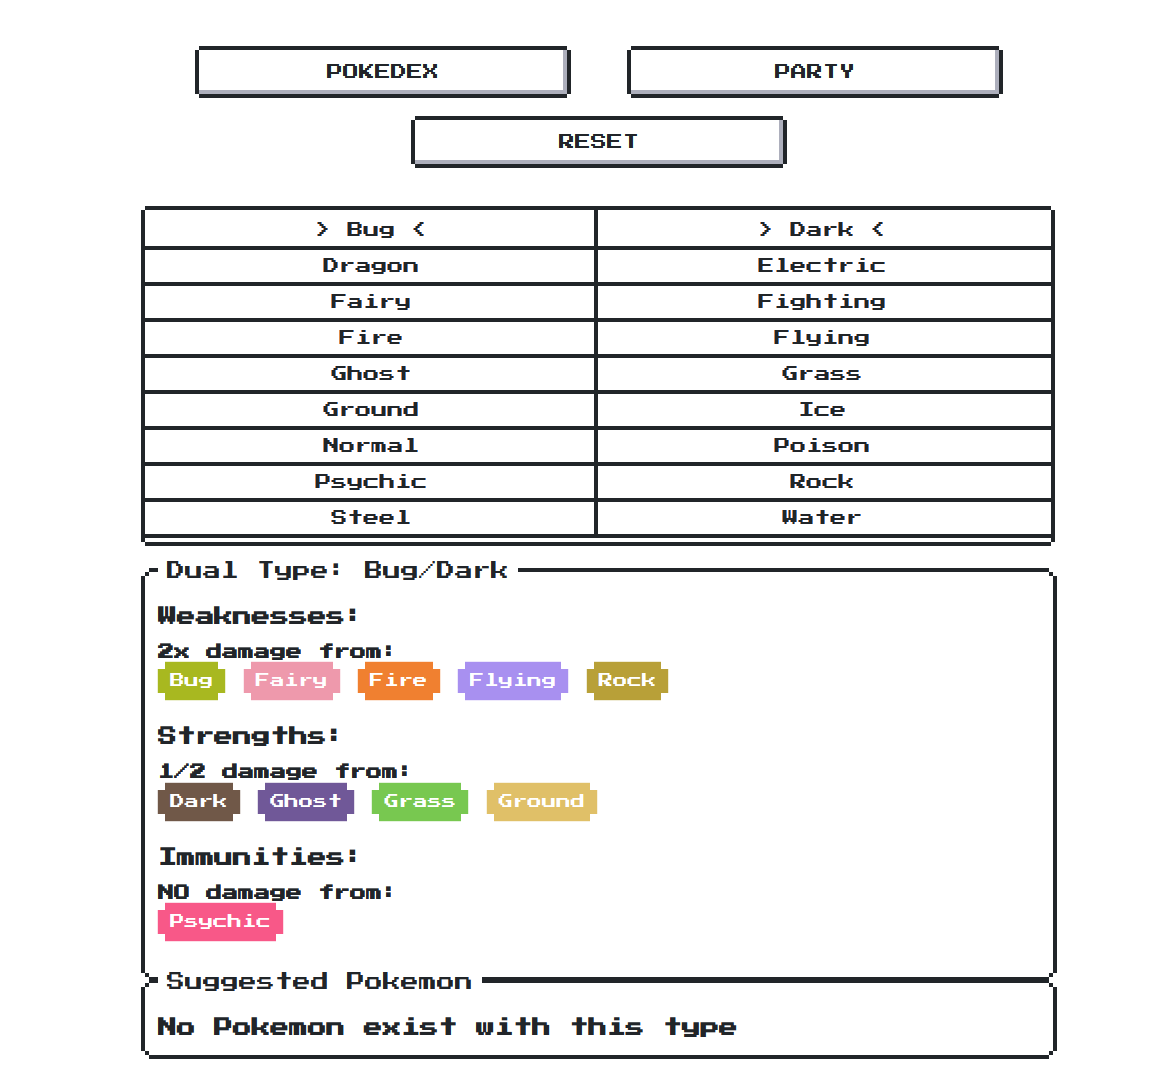 POKEDEX PARTY
RESET
> Bug < > Dark <
Dragon Electric
Fairy Fighting
Fire Flying
Ghost Grass
Ground Ice
Normal Poison
Psychic Rock
Steel Water
Dual Type: Bug/Dark
Weaknesses:
2x damage from:
Bug Fairy Fire Flying Rock
Strengths:
1/2 damage from:
Dark Ghost Grass Ground
Immunities:
NO damage from:
Psychic
Suggested Pokemon
No Pokemon exist with this type